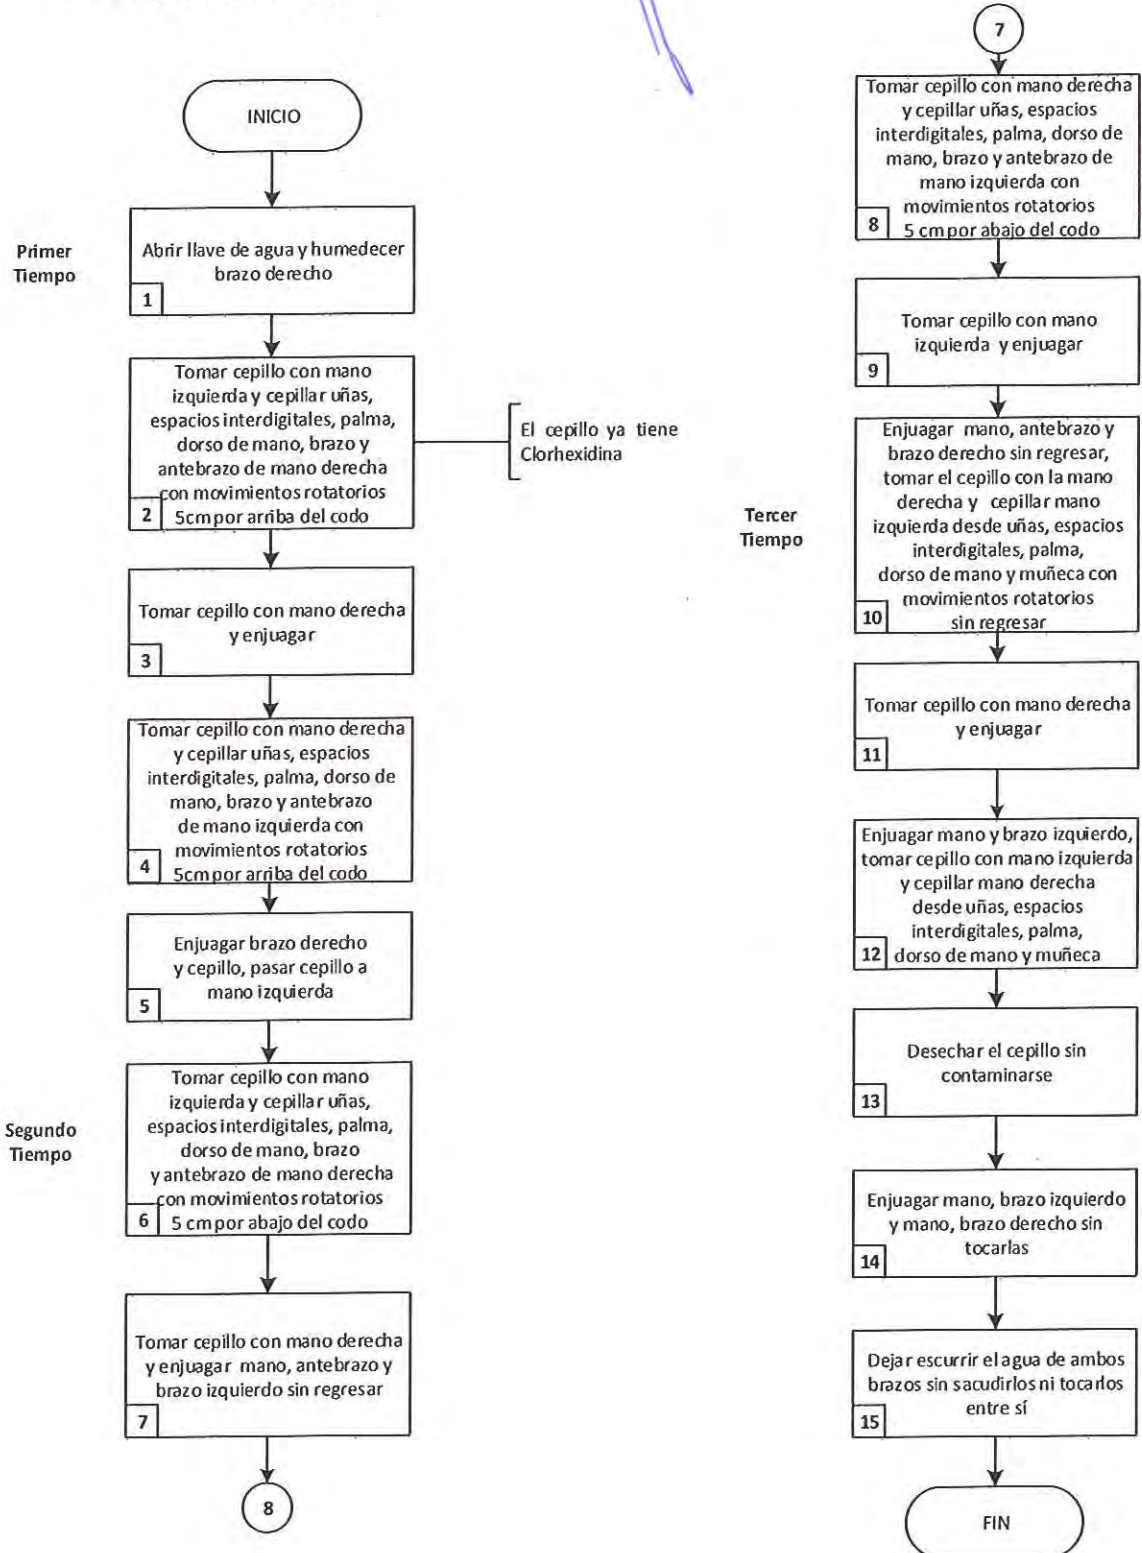 INICIO
Primer
Tiempo
Abrir llave de agua y humedecer
brazo derecho
1
Tomar cepillo con mano
izquierda y cepillar uñas,
espacios interdigitales, palma,
dorso de mano, brazo y
antebrazo de mano derecha
con movimientos rotatorios
2
5cm por arriba del codo
El cepillo ya tiene
Clorhexidina
Tomar cepillo con mano derecha
y enjuagar
3
Tomar cepillo con mano derecha
y cepillar uñas, espacios
interdigitales, palma, dorso de
mano, brazo y antebrazo
de mano izquierda con
movimientos rotatorios
4
5cm por arriba del codo
Enjuagar brazo derecho
y cepillo, pasar cepillo a
mano izquierda
5
Segundo
Tiempo
Tomar cepillo con mano
izquierda y cepillar uñas,
espacios interdigitales, palma,
dorso de mano, brazo
y antebrazo de mano derecha
con movimientos rotatorios
6
5 cm por abajo del codo
Tomar cepillo con mano derecha
y enjuagar mano, antebrazo y
brazo izquierdo sin regresar
7
8
7
Tomar cepillo con mano derecha
y cepillar uñas, espacios
interdigitales, palma, dorso de
mano, brazo y antebrazo de
mano izquierda con
movimientos rotatorios
8
5 cm por abajo del codo
Tomar cepillo con mano
izquierda y enjuagar
9
Tercer
Tiempo
Enjuagar mano, antebrazo y
brazo derecho sin regresar,
tomar el cepillo con la mano
derecha y cepillar mano
izquierda desde uñas, espacios
interdigitales, palma,
dorso de mano y muñeca con
movimientos rotatorios
10
sin regresar
Tomar cepillo con mano derecha
y enjuagar
11
Enjuagar mano y brazo izquierdo,
tomar cepillo con mano izquierda
y cepillar mano derecha
desde uñas, espacios
interdigitales, palma,
12
dorso de mano y muñeca
Desechar el cepillo sin
contaminarse
13
Enjuagar mano, brazo izquierdo
y mano, brazo derecho sin
tocarlas
14
Dejar escurrir el agua de ambos
brazos sin sacudirlos ni tocarlos
entre sí
15
FIN